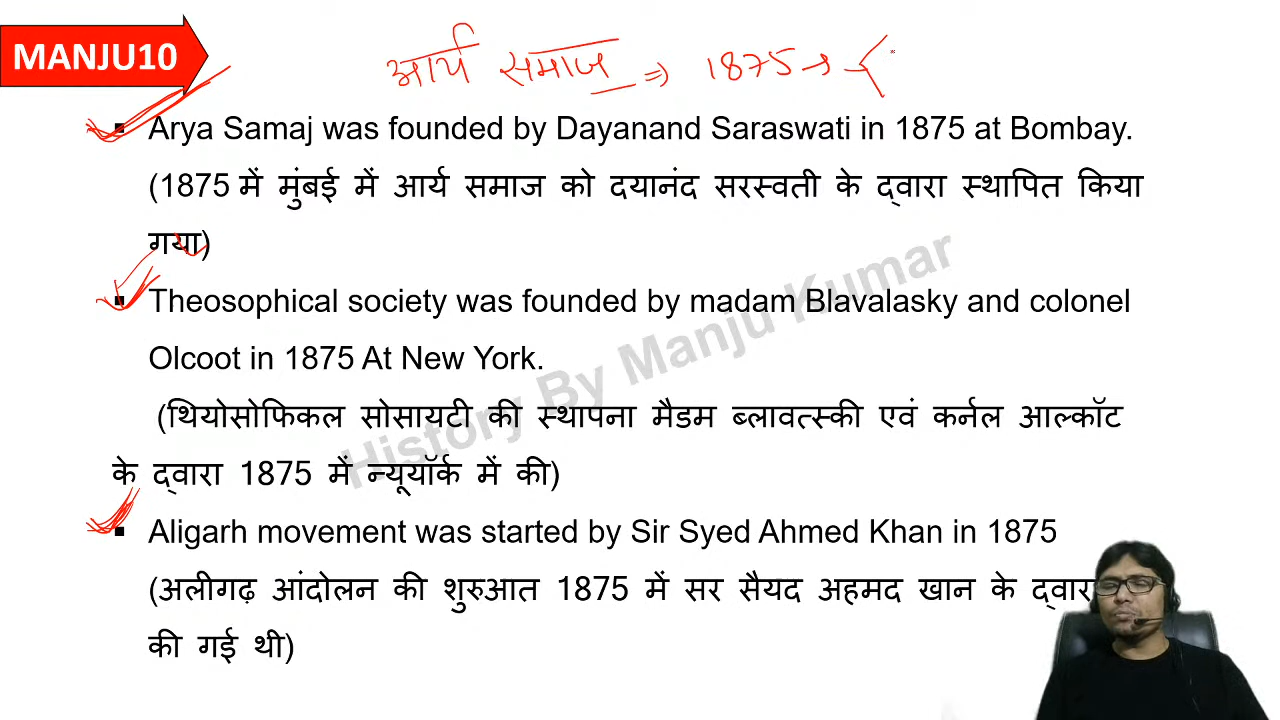 MANJU10
आर्य समाज ⇒ 1875 → {
▪ Arya Samaj was founded by Dayanand Saraswati in 1875 at Bombay.
(1875 में मुंबई में आर्य समाज को दयानंद सरस्वती के द्वारा स्थापित किया
गया)
▪ Theosophical society was founded by madam Blavalasky and colonel
Olcoot in 1875 At New York.
(थियोसोफिकल सोसायटी की स्थापना मैडम ब्लावत्स्की एवं कर्नल आल्कॉट
के द्वारा 1875 में न्यूयॉर्क में की)
▪ Aligarh movement was started by Sir Syed Ahmed Khan in 1875
(अलीगढ़ आंदोलन की शुरुआत 1875 में सर सैयद अहमद खान के द्वार
की गई थी)
History By Manju Kumar